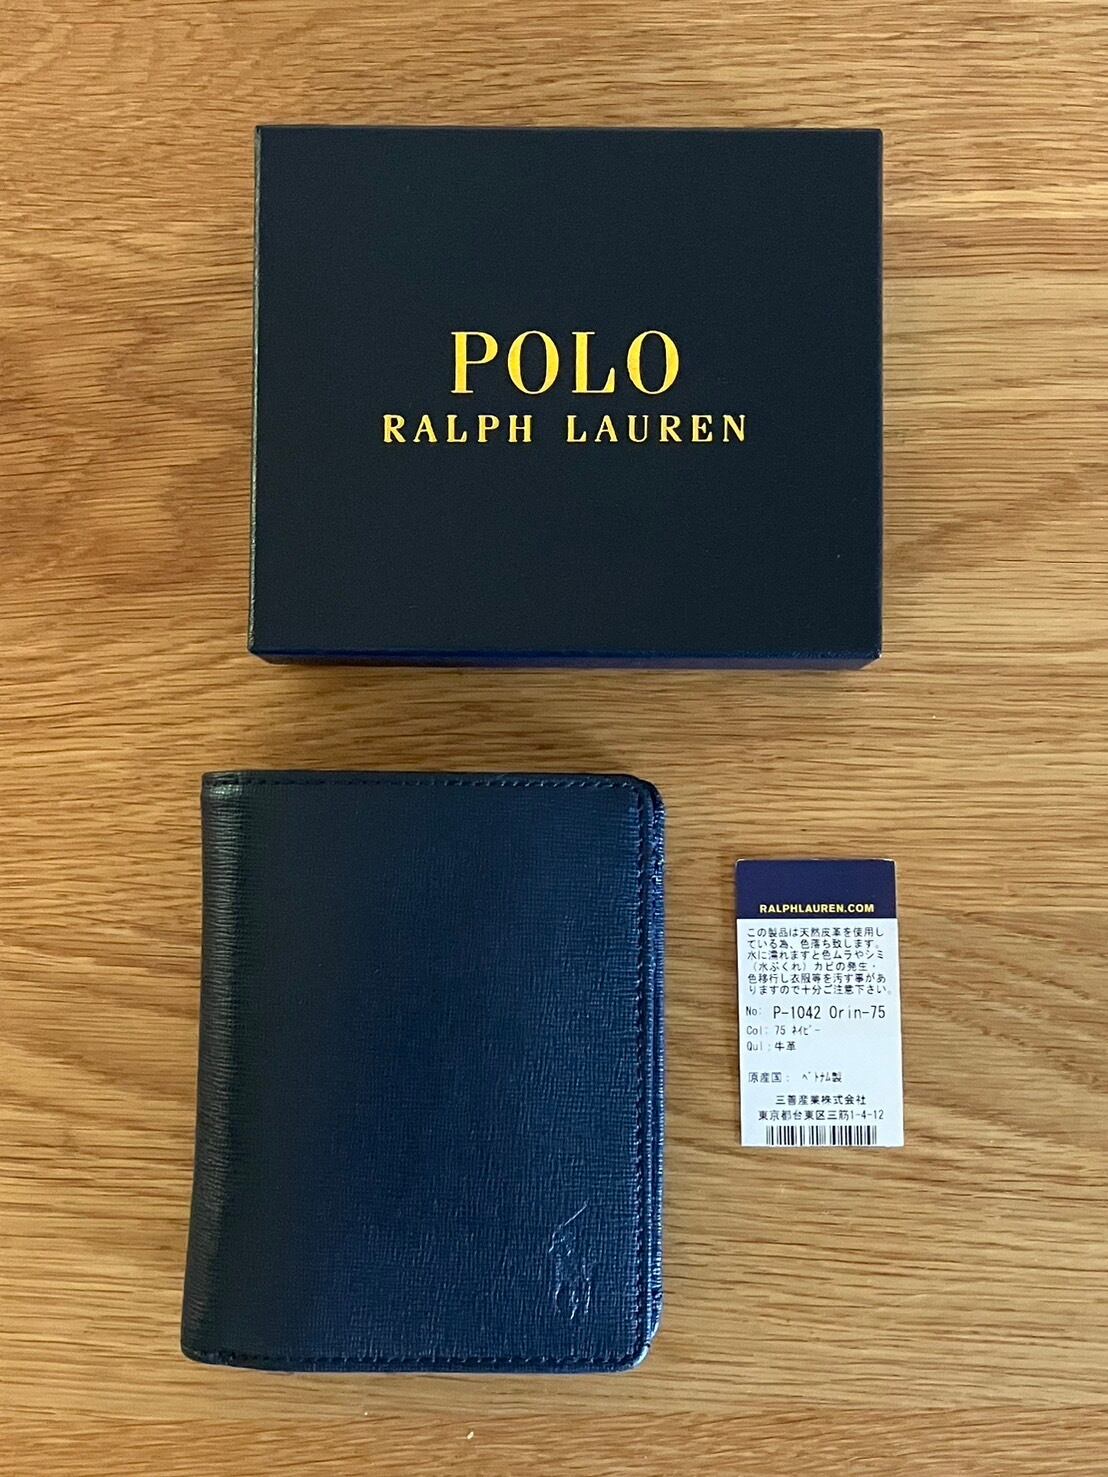 POLO
RALPH LAUREN
RALPHLAUREN.COM
この製品は天然皮革を使用し
ている為、色落ち致します。
水に濡れますと色ムラやシミ
（水ぶくれ）カビの発生・
色移行し衣服等を汚す事があ
りますので十分ご注意下さい。
No: P-1042 Orin-75
Col: 75 ﾈｲﾋﾞｰ
Qul: 牛革
原産国： ﾍﾞﾄﾅﾑ製
三善産業株式会社
東京都台東区三筋1-4-12